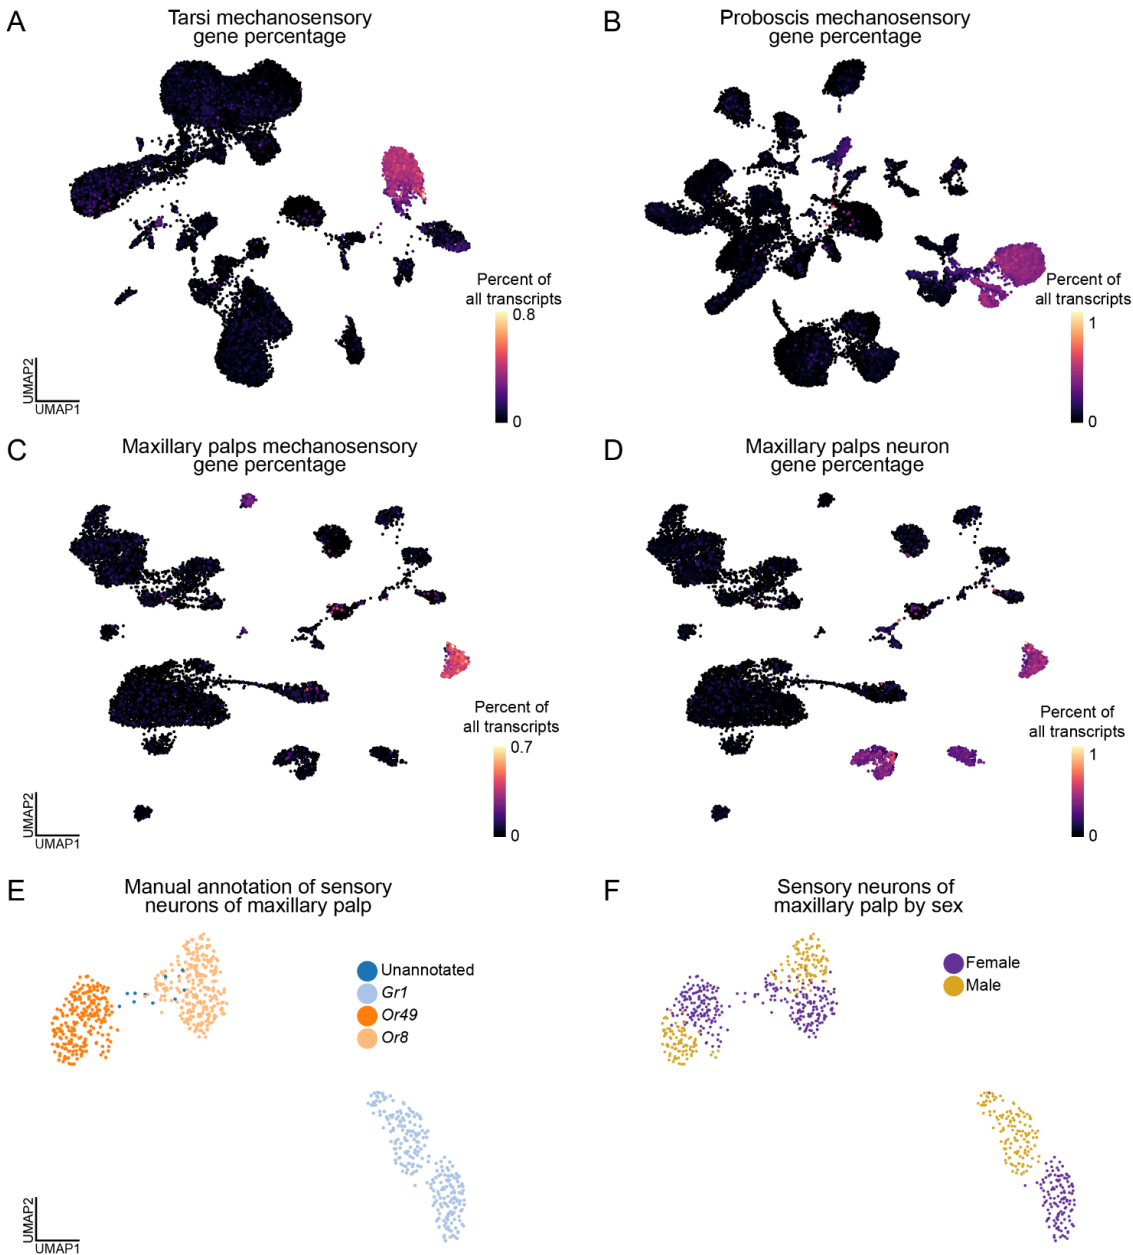 A
Tarsi mechanosensory
gene percentage
Percent of
all transcripts
0.8
0
UMAP2
UMAP1
B
Proboscis mechanosensory
gene percentage
Percent of
all transcripts
1
0
C
Maxillary palps mechanosensory
gene percentage
Percent of
all transcripts
0.7
0
UMAP2
UMAP1
D
Maxillary palps neuron
gene percentage
Percent of
all transcripts
1
0
E
Manual annotation of sensory
neurons of maxillary palp
Unannotated
Gr1
Or49
Or8
UMAP2
UMAP1
F
Sensory neurons of
maxillary palp by sex
Female
Male